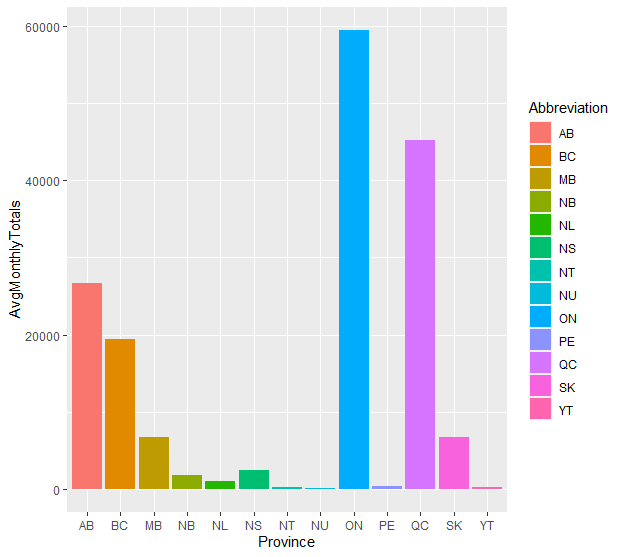 60000
40000
20000
0
AvgMonthlyTotals
AB BC MB NB NL NS NT NU ON PE QC SK YT
Province
Abbreviation
AB
BC
MB
NB
NL
NS
NT
NU
ON
PE
QC
SK
YT